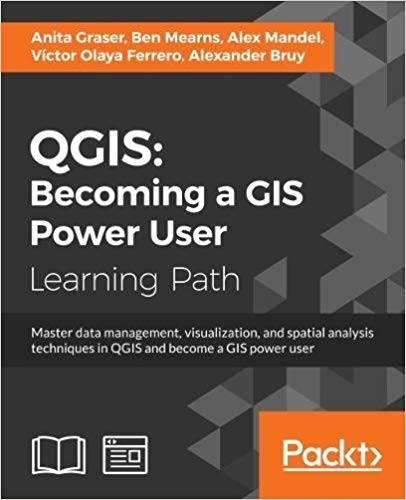 Anita Graser, Ben Mearns, Alex Mandel,
Víctor Olaya Ferrero, Alexander Bruy
QGIS:
Becoming a GIS
Power User
Learning Path
Master data management, visualization, and spatial analysis
techniques in QGIS and become a GIS power user
Packt>